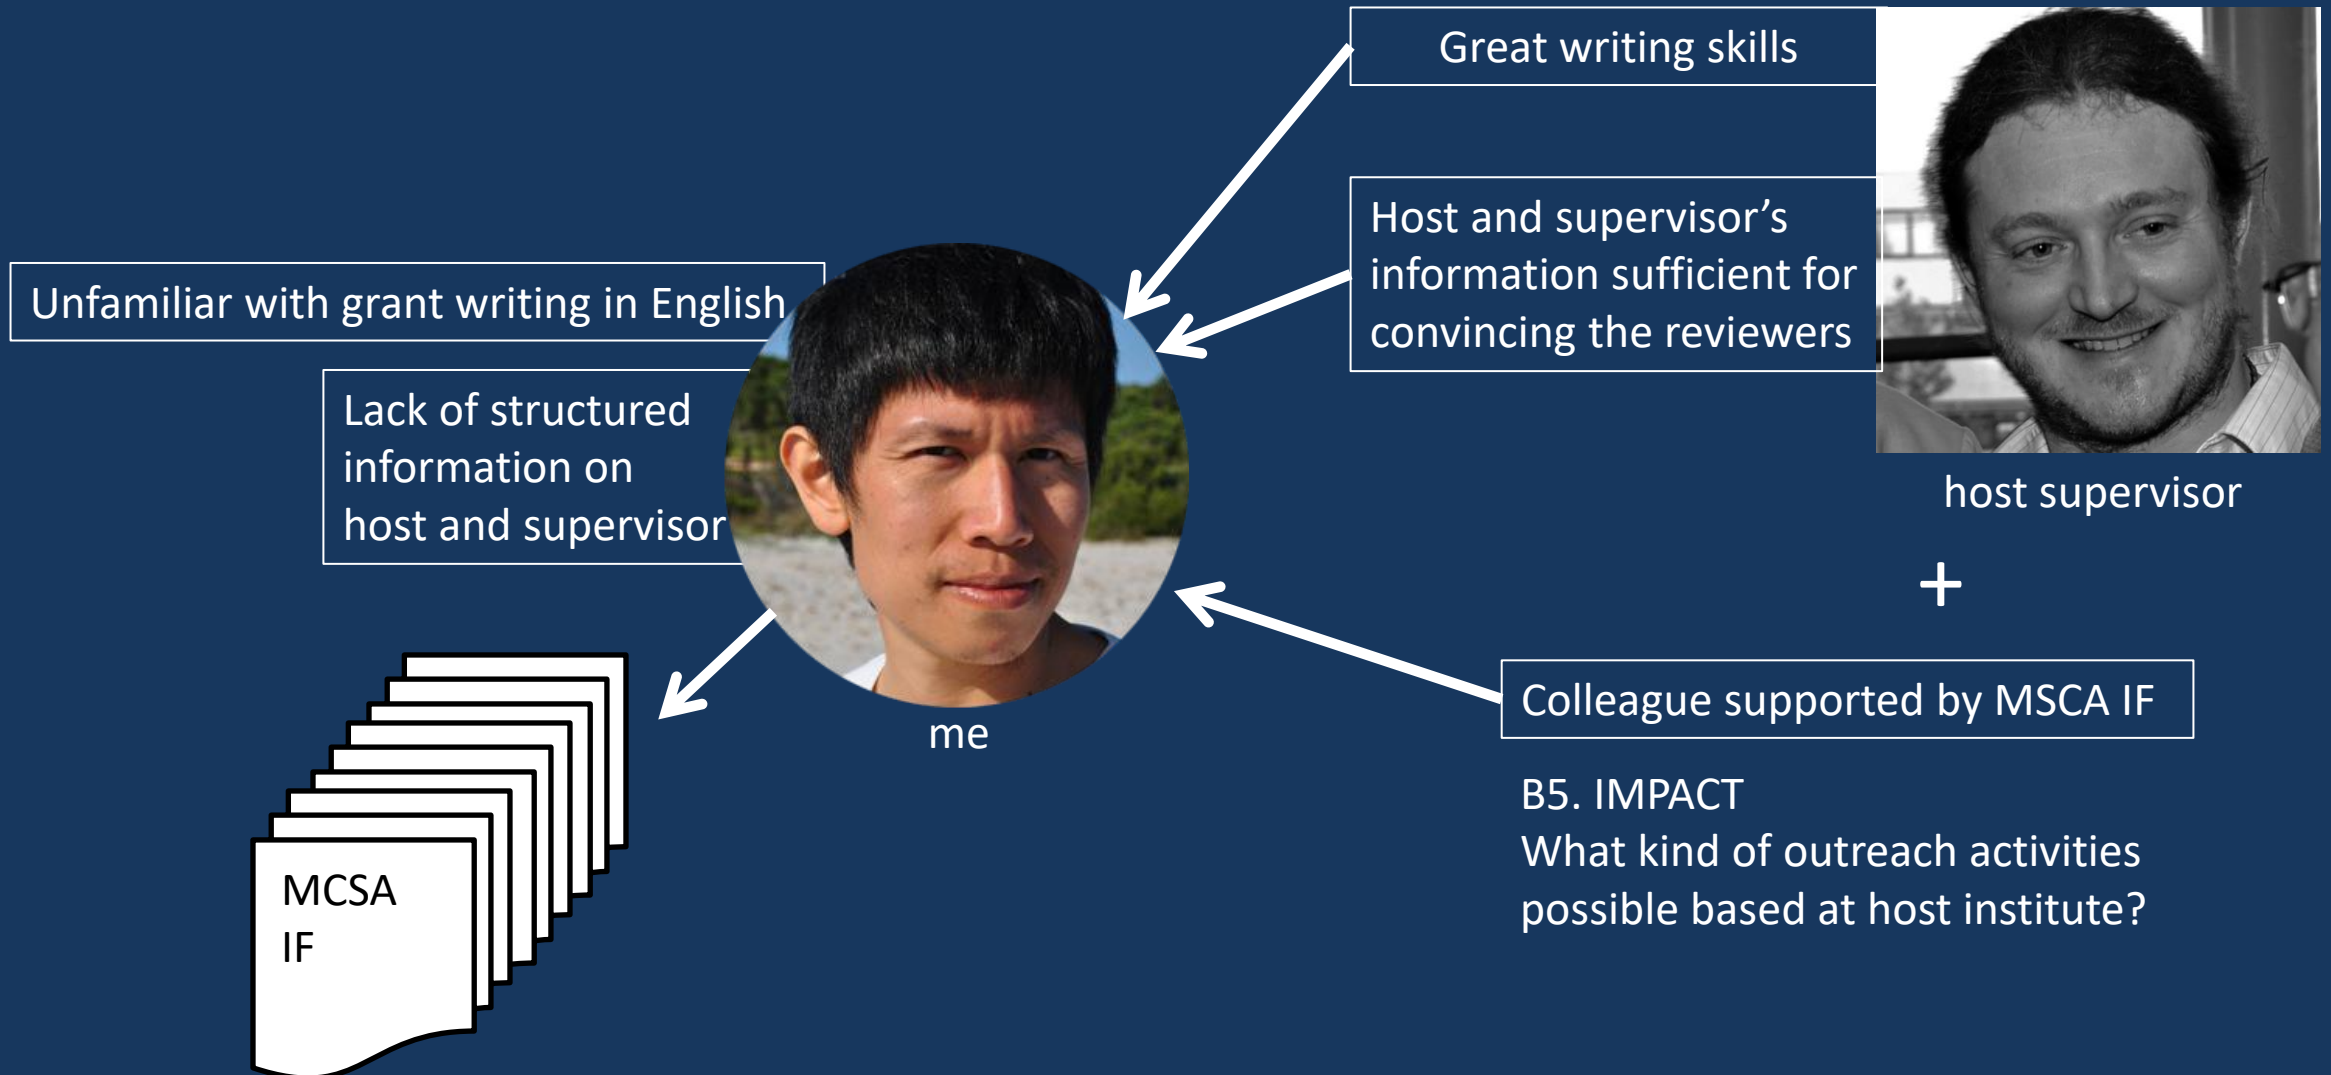 Great writing skills
Host and supervisor’s
information sufficient for
convincing the reviewers
Unfamiliar with grant writing in English
Lack of structured
information on
host and supervisor
host supervisor
+
me
Colleague supported by MSCA IF
B5. IMPACT
What kind of outreach activities
possible based at host institute?
MCSA
IF